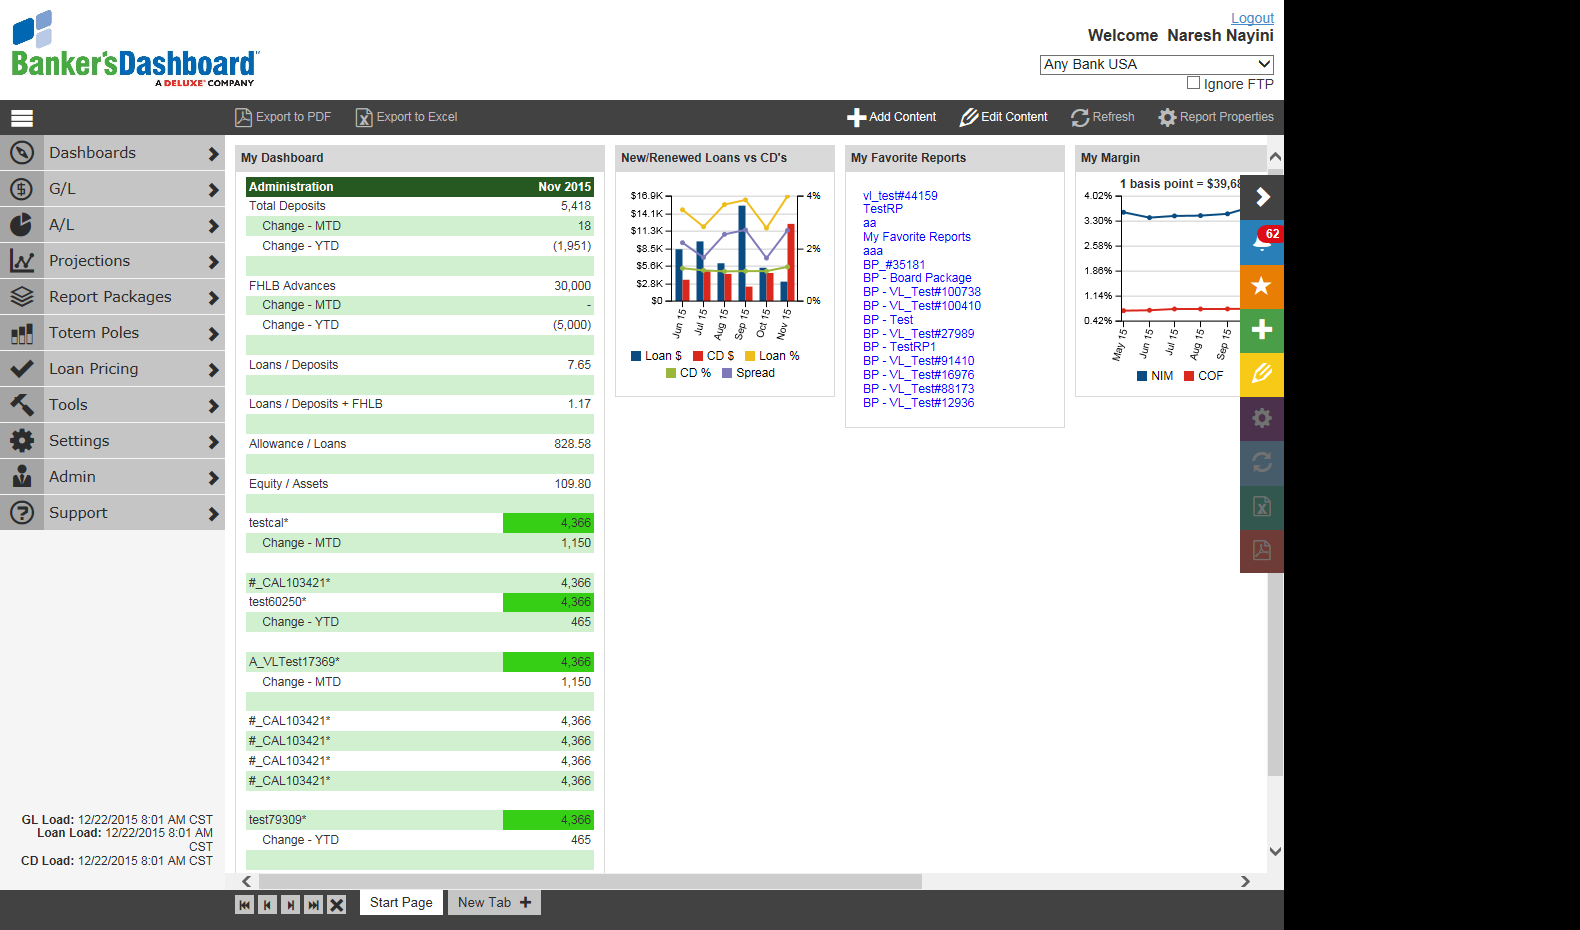 Banker'sDashboard
A DELUXE COMPANY
Logout
Welcome Naresh Nayini
Any Bank USA
Ignore FTP
Export to PDF
Export to Excel
Add Content
Edit Content
Refresh
Report Properties
Dashboards
G/L
A/L
Projections
Report Packages
Totem Poles
Loan Pricing
Tools
Settings
Admin
Support
GL Load: 12/22/2015 8:01 AM CST
Loan Load: 12/22/2015 8:01 AM
CST
CD Load: 12/22/2015 8:01 AM CST
My Dashboard
Administration Nov 2015
Total Deposits 5,418
Change - MTD 18
Change - YTD (1,951)
FHLB Advances 30,000
Change - MTD -
Change - YTD (5,000)
Loans / Deposits 7.65
Loans / Deposits + FHLB 1.17
Allowance / Loans 828.58
Equity / Assets 109.80
testcal* 4,366
Change - MTD 1,150
#_CAL103421* 4,366
test60250* 4,366
Change - YTD 465
A_VLTest17369* 4,366
Change - MTD 1,150
#_CAL103421* 4,366
#_CAL103421* 4,366
#_CAL103421* 4,366
#_CAL103421* 4,366
test79309* 4,366
Change - YTD 465
New/Renewed Loans vs CD's
$16.9K 4%
$14.1K
$11.3K
$8.5K 2%
$5.6K
$2.8K
$0 0%
Jun 15 Jul 15 Aug 15 Sep 15 Oct 15 Nov 15
Loan $ CD $ Loan %
CD % Spread
My Favorite Reports
vl_test#44159
TestRP
aa
My Favorite Reports
aaa
BP_#35181
BP - Board Package
BP - VL_Test#100738
BP - VL_Test#100410
BP - Test
BP - VL_Test#27989
BP - TestRP1
BP - VL_Test#91410
BP - VL_Test#16976
BP - VL_Test#88173
BP - VL_Test#12936
My Margin
1 basis point = $39,68
4.02%
3.30%
2.58%
1.86%
1.14%
0.42%
May 15 Jun 15 Jul 15 Aug 15 Sep 15
NIM COF
62
Start Page
New Tab